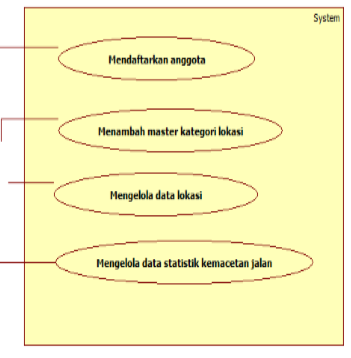 System
Mendaftarkan anggota
Menambah master kategori lokasi
Mengelola data lokasi
Mengelola data statistik kemacetan jalan